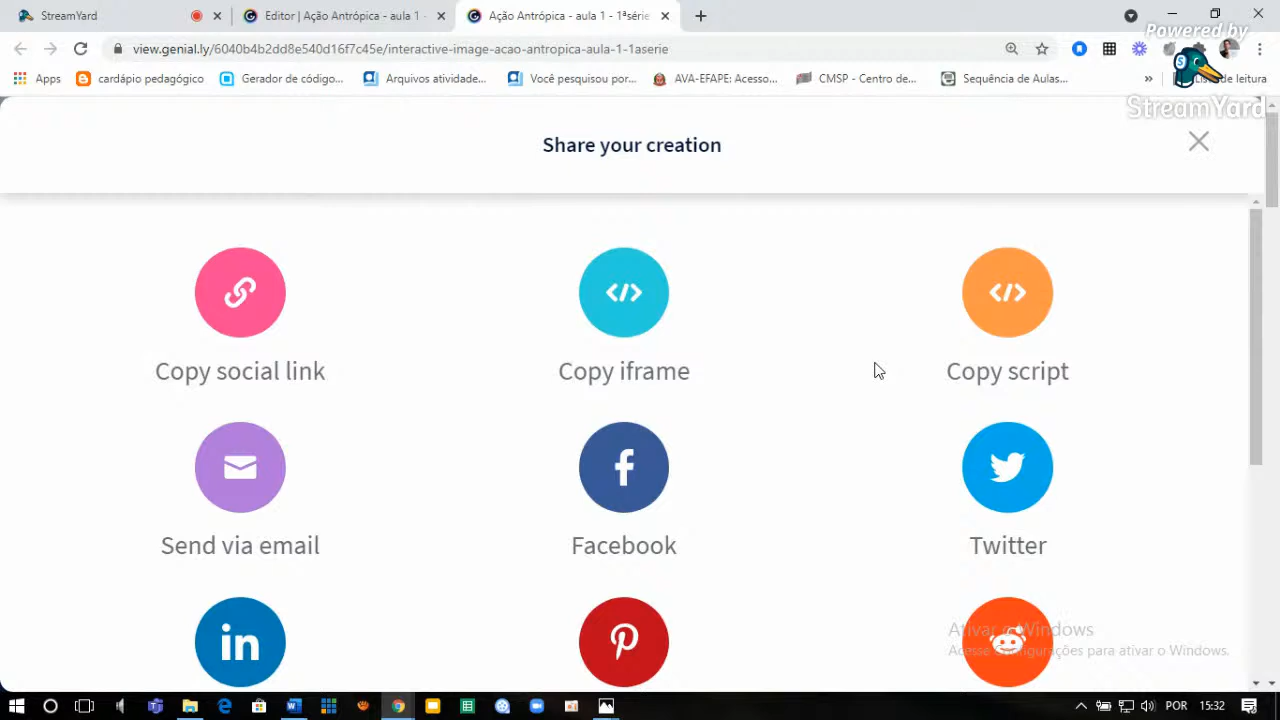 StreamYard
Editor | Ação Antrópica - aula 1 -
Ação Antrópica - aula 1 - 1ªsérie
view.genial.ly/6040b4b2dd8e540d16f7c45e/interactive-image-acao-antropica-aula-1-1aserie
Powered by
StreamYard
Apps
cardápio pedagógico
Gerador de código...
Arquivos atividade...
Você pesquisou por...
AVA-EFAPE: Acesso...
CMSP - Centro de...
Sequência de Aulas...
»
de leitura
Share your creation
Copy social link
Copy iframe
Copy script
Send via email
Facebook
Twitter
Ativar o Windows
Acesse Configurações para ativar o Windows.
POR
15:32